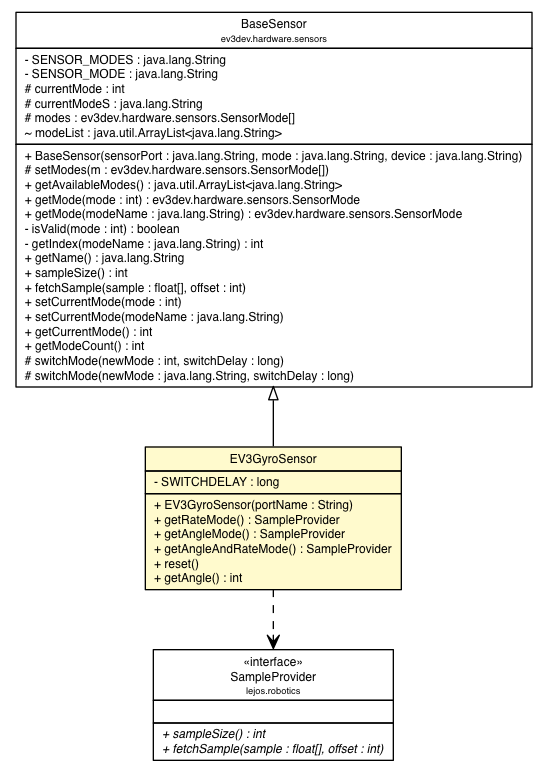 BaseSensor
ev3dev.hardware.sensors
- SENSOR_MODES : java.lang.String
- SENSOR_MODE : java.lang.String
# currentMode : int
# currentModeS : java.lang.String
# modes : ev3dev.hardware.sensors.SensorMode[]
~ modeList : java.util.ArrayList<java.lang.String>
+ BaseSensor(sensorPort : java.lang.String, mode : java.lang.String, device : java.lang.String)
# setModes(m : ev3dev.hardware.sensors.SensorMode[])
+ getAvailableModes() : java.util.ArrayList<java.lang.String>
+ getMode(mode : int) : ev3dev.hardware.sensors.SensorMode
+ getMode(modeName : java.lang.String) : ev3dev.hardware.sensors.SensorMode
- isValid(mode : int) : boolean
- getIndex(modeName : java.lang.String) : int
+ getName() : java.lang.String
+ sampleSize() : int
+ fetchSample(sample : float[], offset : int)
+ setCurrentMode(mode : int)
+ setCurrentMode(modeName : java.lang.String)
+ getCurrentMode() : int
+ getModeCount() : int
# switchMode(newMode : int, switchDelay : long)
# switchMode(newMode : java.lang.String, switchDelay : long)
EV3GyroSensor
- SWITCHDELAY : long
+ EV3GyroSensor(portName : String)
+ getRateMode() : SampleProvider
+ getAngleMode() : SampleProvider
+ getAngleAndRateMode() : SampleProvider
+ reset()
+ getAngle() : int
«interface»
SampleProvider
lejos.robotics
+ sampleSize() : int
+ fetchSample(sample : float[], offset : int)